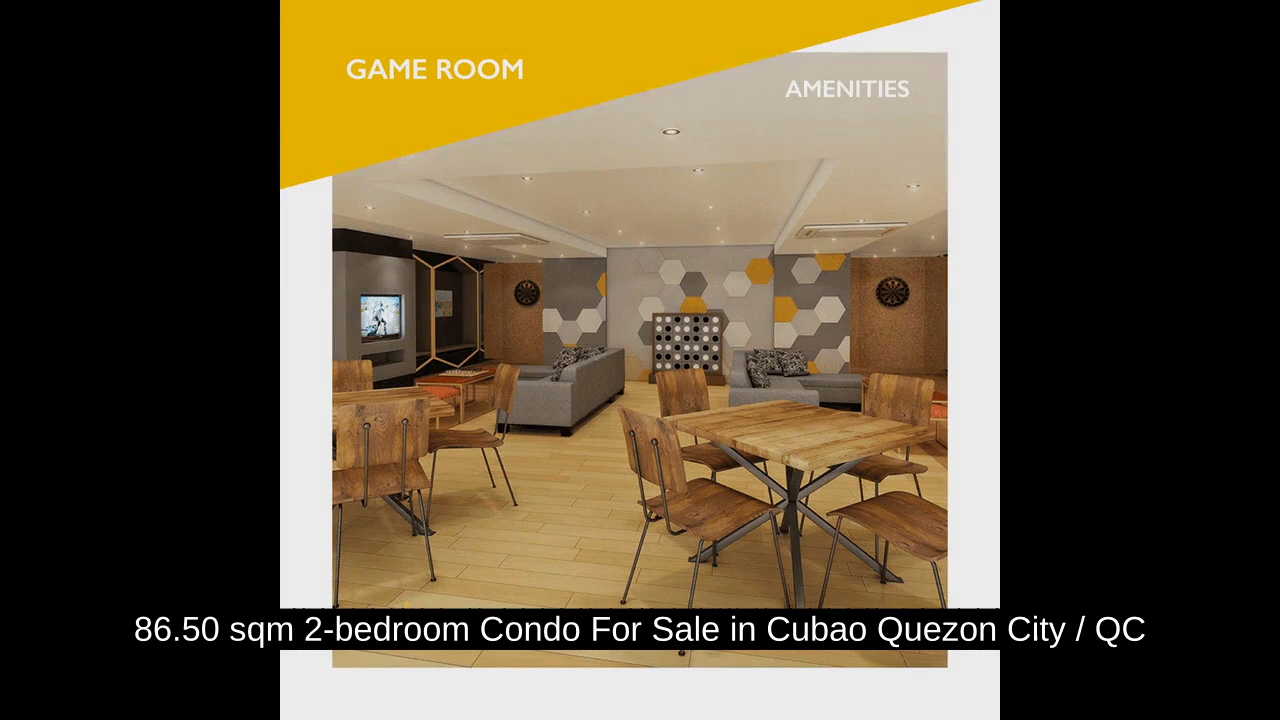 GAME ROOM
AMENITIES
86.50 sqm 2-bedroom Condo For Sale in Cubao Quezon City / QC